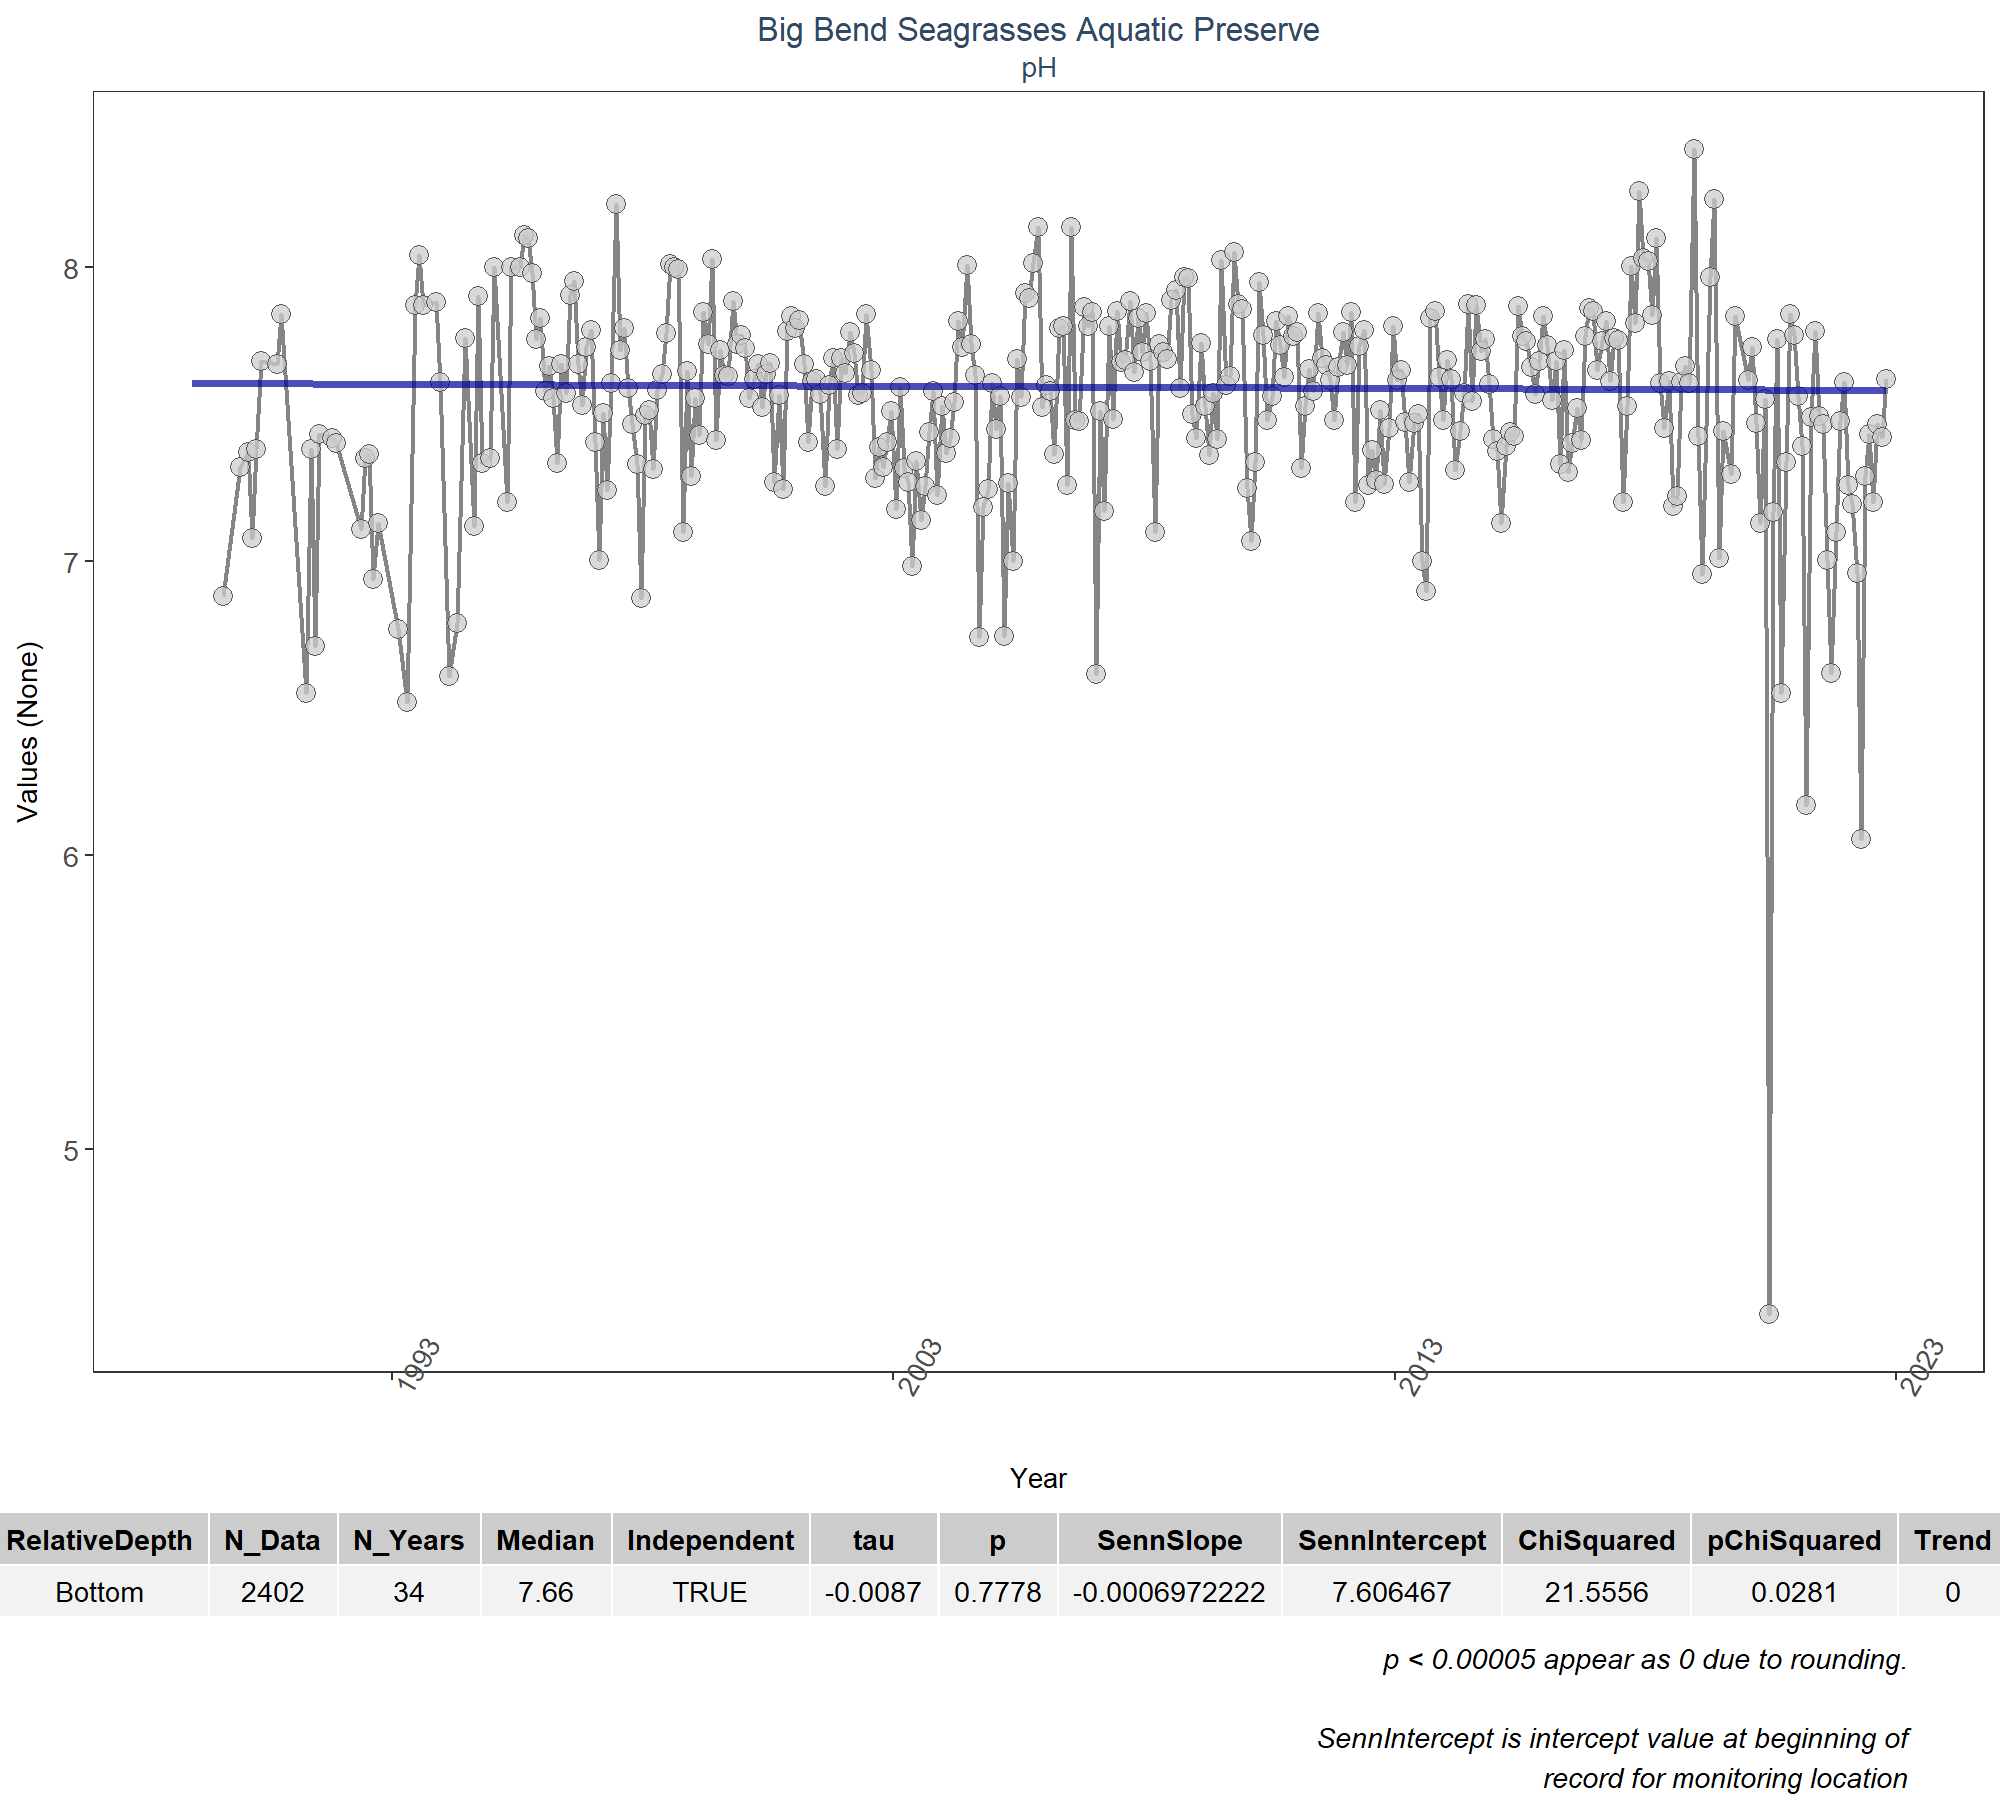 Big Bend Seagrasses Aquatic Preserve
pH
Values (None)
8
7
6
5
1993 2003 2013 2023
Year
RelativeDepth N_Data N_Years Median Independent tau p SennSlope SennIntercept ChiSquared pChiSquared Trend
Bottom 2402 34 7.66 TRUE -0.0087 0.7778 -0.0006972222 7.606467 21.5556 0.0281 0
p < 0.00005 appear as 0 due to rounding.
SennIntercept is intercept value at beginning of
record for monitoring location